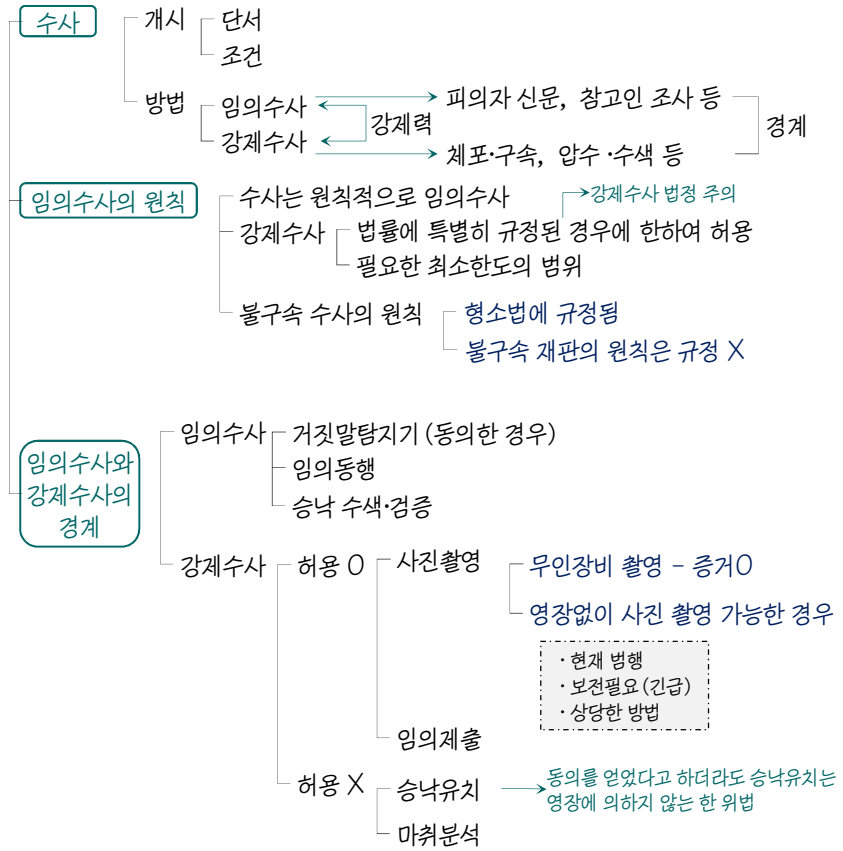 수사
개시
단서
조건
방법
임의수사
강제수사
강제력
피의자 신문, 참고인 조사 등
체포·구속, 압수·수색 등
경계
임의수사의 원칙
수사는 원칙적으로 임의수사
강제수사 법정 주의
강제수사
법률에 특별히 규정된 경우에 한하여 허용
필요한 최소한도의 범위
불구속 수사의 원칙
형소법에 규정됨
불구속 재판의 원칙은 규정 X
임의수사와
강제수사의
경계
임의수사
거짓말탐지기 (동의한 경우)
임의동행
승낙 수색·검증
강제수사
허용 O
사진촬영
무인장비 촬영 - 증거O
영장없이 사진 촬영 가능한 경우
· 현재 범행
· 보전필요 (긴급)
· 상당한 방법
임의제출
허용 X
승낙유치
동의를 얻었다고 하더라도 승낙유치는
영장에 의하지 않는 한 위법
마취분석